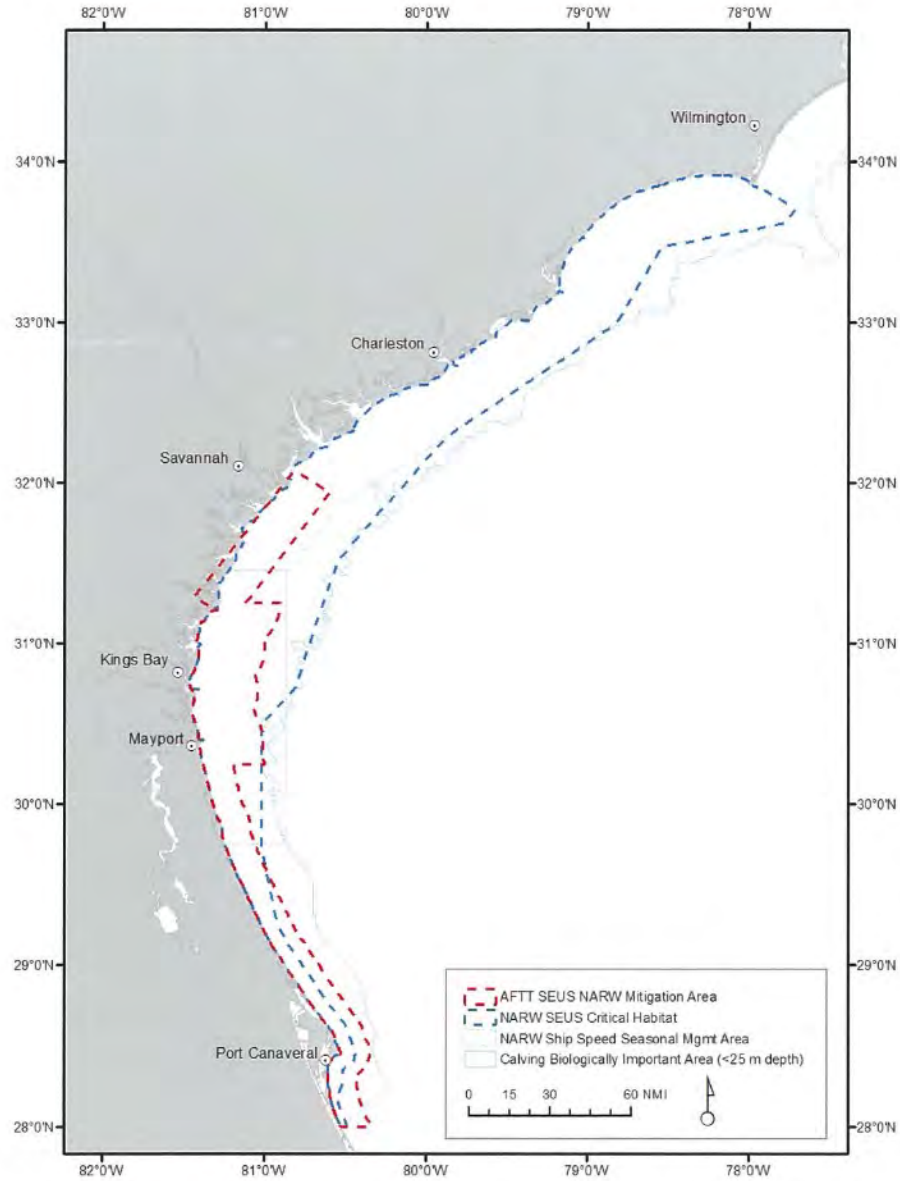 82°0'W 81°0'W 80°0'W 79°0'W 78°0'W
Wilmington
34°0'N 34°0'N
33°0'N 33°0'N
Charleston
Savannah
32°0'N 32°0'N
31°0'N 31°0'N
Kings Bay
Mayport
30°0'N 30°0'N
29°0'N 29°0'N
AFTT SEUS NARW Mitigation Area
NARW SEUS Critical Habitat
NARW Ship Speed Seasonal Mgmt Area
Port Canaveral
Calving Biologically Important Area (<25 m depth)
0 15 30 60 NMI
28°0'N 28°0'N
82°0'W 81°0'W 80°0'W 79°0'W 78°0'W